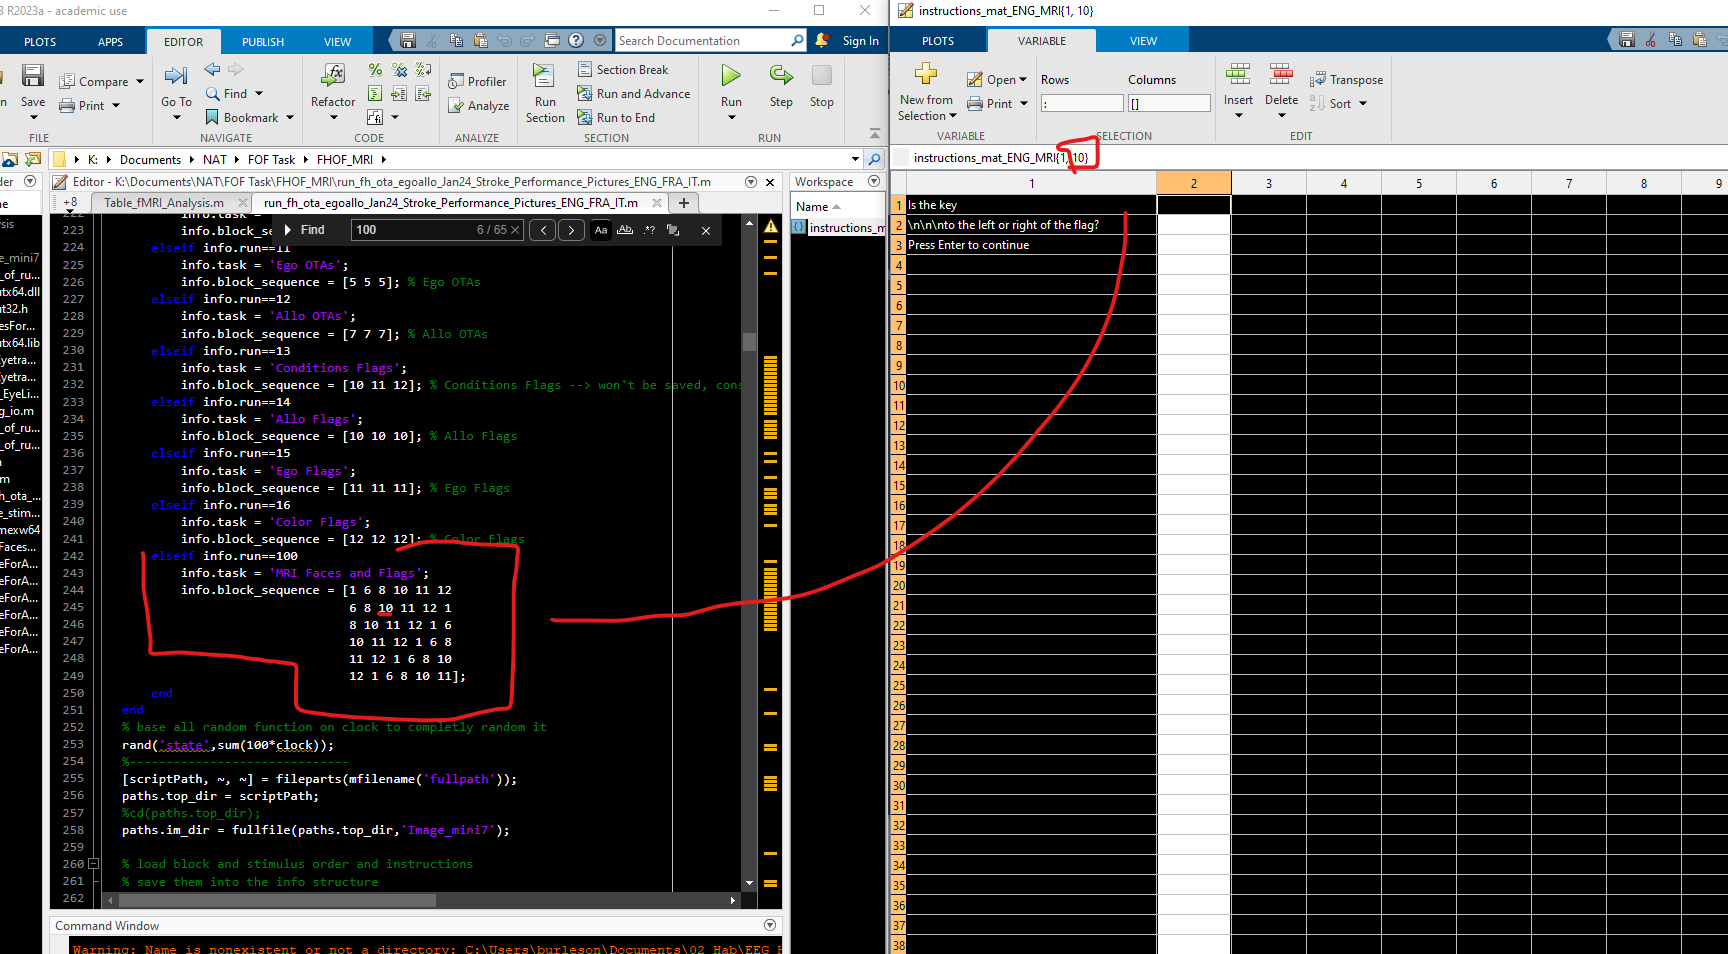 B R2023a - academic use
PLOTS APPS EDITOR PUBLISH VIEW
Search Documentation
Sign In
Save
Compare
Print
FILE
Go To
Find
Bookmark
NAVIGATE
Refactor
CODE
Profiler
Analyze
ANALYZE
Run
Section
Section Break
Run and Advance
Run to End
SECTION
Run Step Stop
RUN
K: Documents NAT FOF Task FHOF_MRI
Editor - K:\Documents\NAT\FOF Task\FHOF_MRI\run_fh_ota_egoallo_Jan24_Stroke_Performance_Pictures_ENG_FRA_IT.m
+8 Table_fMRI_Analysis.m run_fh_ota_egoallo_Jan24_Stroke_Performance_Pictures_ENG_FRA_IT.m
Find 100 6 / 65
222 info.task =
223 info.block_s
224 elseif info.run==11
225 info.task = 'Ego OTAs';
226 info.block_sequence = [5 5 5]; % Ego OTAs
227 elseif info.run==12
228 info.task = 'Allo OTAs';
229 info.block_sequence = [7 7 7]; % Allo OTAs
230 elseif info.run==13
231 info.task = 'Conditions Flags';
232 info.block_sequence = [10 11 12]; % Conditions Flags --> won't be saved, cons
233 elseif info.run==14
234 info.task = 'Allo Flags';
235 info.block_sequence = [10 10 10]; % Allo Flags
236 elseif info.run==15
237 info.task = 'Ego Flags';
238 info.block_sequence = [11 11 11]; % Ego Flags
239 elseif info.run==16
240 info.task = 'Color Flags';
241 info.block_sequence = [12 12 12]; % Color Flags
242 elseif info.run==100
243 info.task = 'MRI Faces and Flags';
244 info.block_sequence = [1 6 8 10 11 12
245 6 8 10 11 12 1
246 8 10 11 12 1 6
247 10 11 12 1 6 8
248 11 12 1 6 8 10
249 12 1 6 8 10 11];
250 end
251 end
252 % base all random function on clock to completly random it
253 rand('state',sum(100*clock));
254 %-----------------------------
255 [scriptPath, ~, ~] = fileparts(mfilename('fullpath'));
256 paths.top_dir = scriptPath;
257 %cd(paths.top_dir);
258 paths.im_dir = fullfile(paths.top_dir,'Image_mini7');
259
260 % load block and stimulus order and instructions
261 % save them into the info structure
262
Command Window
Warning: Name is nonexistent or not a directory: C:\Users\burleson\Documents\02_Hab\EEG
Workspace
Name
instructions_m
instructions_mat_ENG_MRI{1, 10}
PLOTS VARIABLE VIEW
New from
Selection
Open
Print
VARIABLE
Rows Columns
: []
SELECTION
Insert Delete
Transpose
Sort
EDIT
instructions_mat_ENG_MRI{1, 10}
1 2 3 4 5 6 7 8 9
1 Is the key
2 \n\n\nto the left or right of the flag?
3 Press Enter to continue
4
5
6
7
8
9
10
11
12
13
14
15
16
17
18
19
20
21
22
23
24
25
26
27
28
29
30
31
32
33
34
35
36
37
38